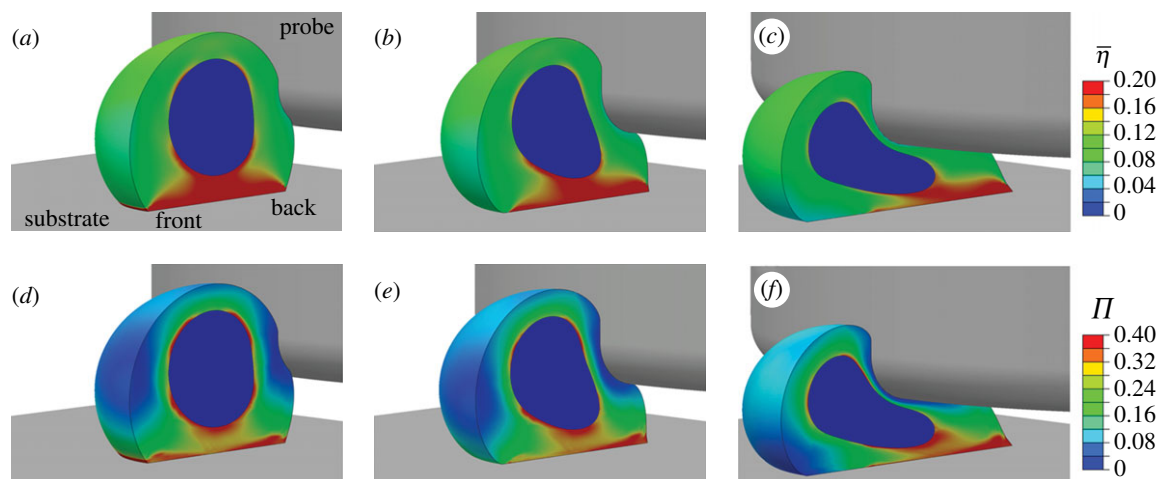 (a)
probe
substrate
front
back
(b)
(c)
η̅
0.20
0.16
0.12
0.08
0.04
0
(d)
(e)
(f)
Π
0.40
0.32
0.24
0.16
0.08
0